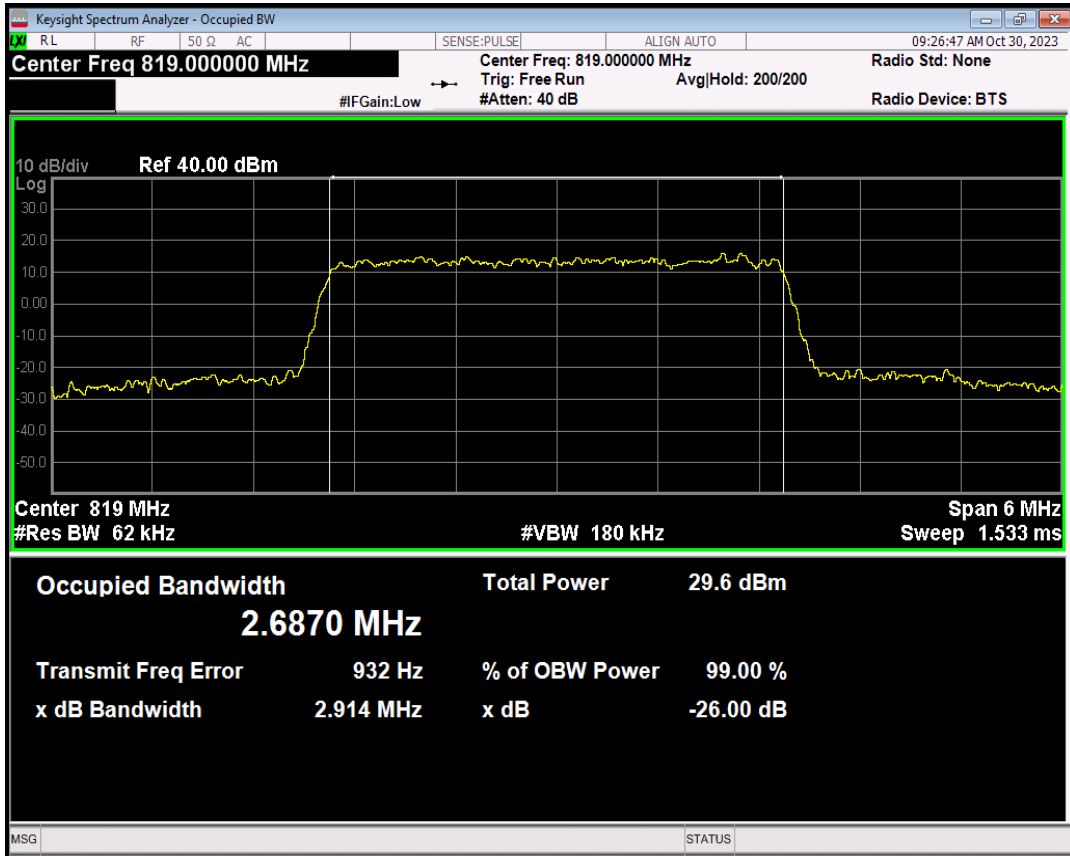 Keysight Spectrum Analyzer - Occupied BW
LXI RL RF 50 Ω AC SENSE:PULSE ALIGN AUTO 09:26:47 AM Oct 30, 2023
Center Freq 819.000000 MHz
Center Freq: 819.000000 MHz
Radio Std: None
Trig: Free Run Avg|Hold: 200/200
#IFGain:Low #Atten: 40 dB Radio Device: BTS
10 dB/div Ref 40.00 dBm
Log
30.0
20.0
10.0
0.00
-10.0
-20.0
-30.0
-40.0
-50.0
Center 819 MHz Span 6 MHz
#Res BW 62 kHz #VBW 180 kHz Sweep 1.533 ms
Occupied Bandwidth Total Power 29.6 dBm
2.6870 MHz
Transmit Freq Error 932 Hz % of OBW Power 99.00 %
x dB Bandwidth 2.914 MHz x dB -26.00 dB
MSG STATUS